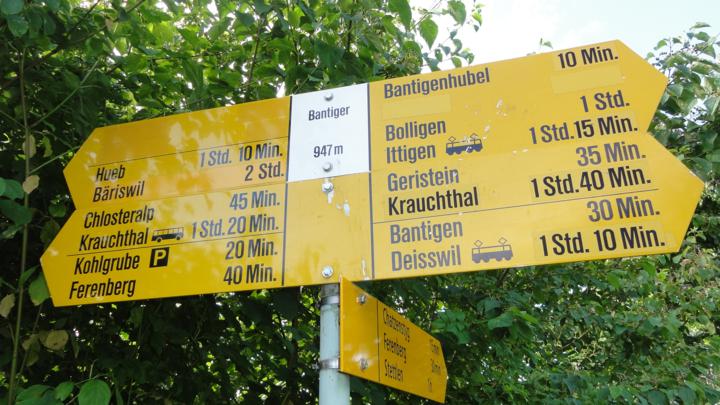 Bantiger
947 m
Hueb 1 Std. 10 Min.
Bäriswil 2 Std.
Chlosteralp 45 Min.
Krauchthal 1 Std. 20 Min.
Kohlgrube P 20 Min.
Ferenberg 40 Min.
Bantigenhubel 10 Min.
Bolligen 1 Std.
Ittigen 1 Std. 15 Min.
Geristein 35 Min.
Krauchthal 1 Std. 40 Min.
Bantigen 30 Min.
Deisswil 1 Std. 10 Min.
Ferenberg
Stettlen 1h